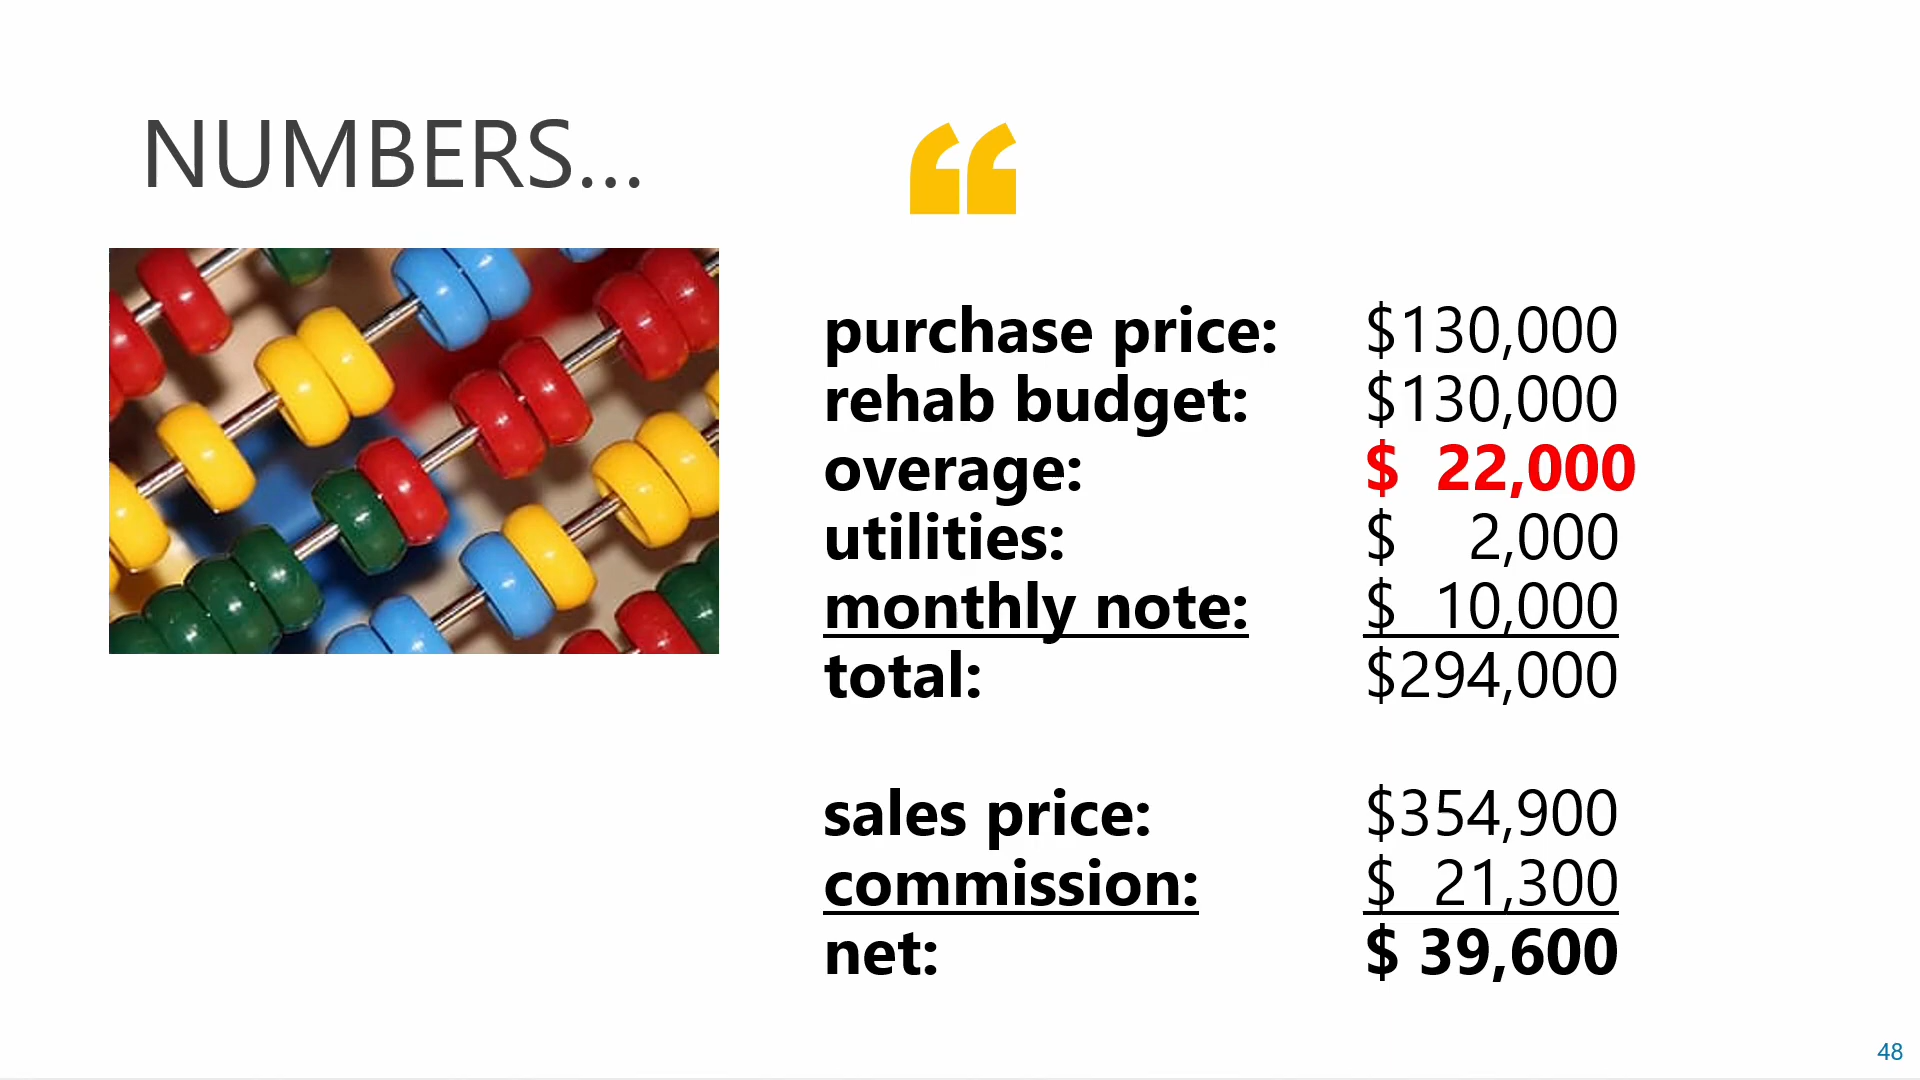 NUMBERS...
“
purchase price: $130,000
rehab budget: $130,000
overage: $ 22,000
utilities: $ 2,000
monthly note: $ 10,000
total: $294,000
sales price: $354,900
commission: $ 21,300
net: $ 39,600
48